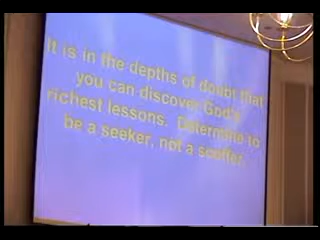 It is in the depths of doubt that
you can discover God's
richest lessons. Determine to
be a seeker, not a scoffer.